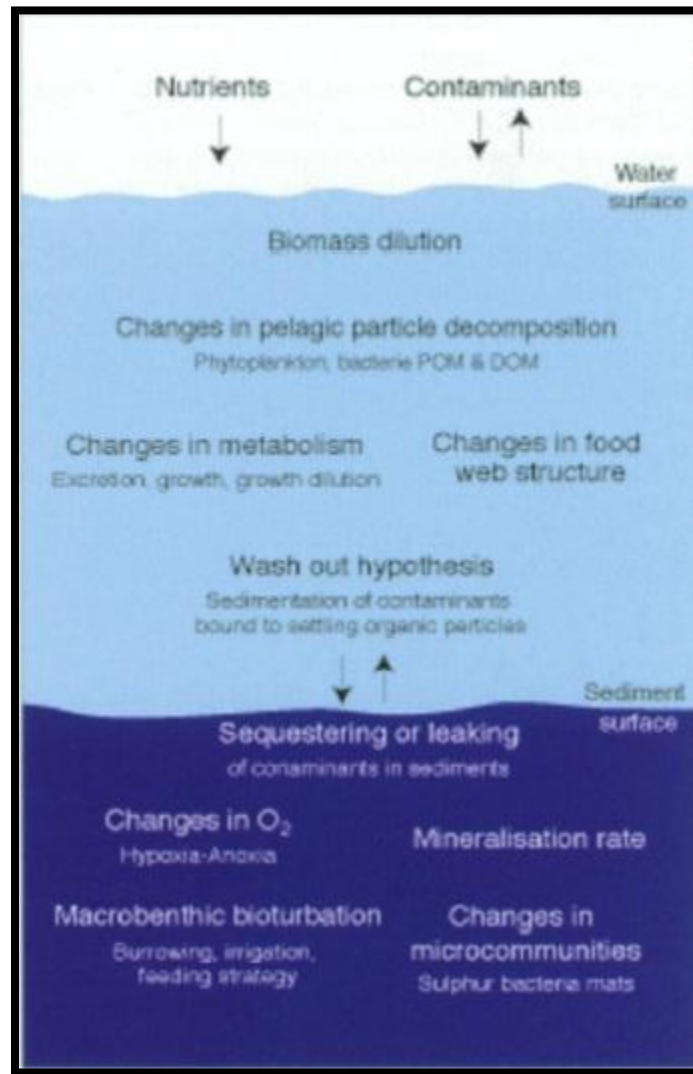 Nutrients
Contaminants
Water
surface
Biomass dilution
Changes in pelagic particle decomposition
Phytoplankton, bacterie POM & DOM
Changes in metabolism
Excretion, growth, growth dilution
Changes in food
web structure
Wash out hypothesis
Sedimentation of contaminants
bound to settling organic particles
Sediment
surface
Sequestering or leaking
of conaminants in sediments
Changes in O₂
Hypoxia-Anoxia
Mineralisation rate
Macrobenthic bioturbation
Burrowing, irrigation,
feeding strategy
Changes in
microcommunities
Sulphur bacteria mats